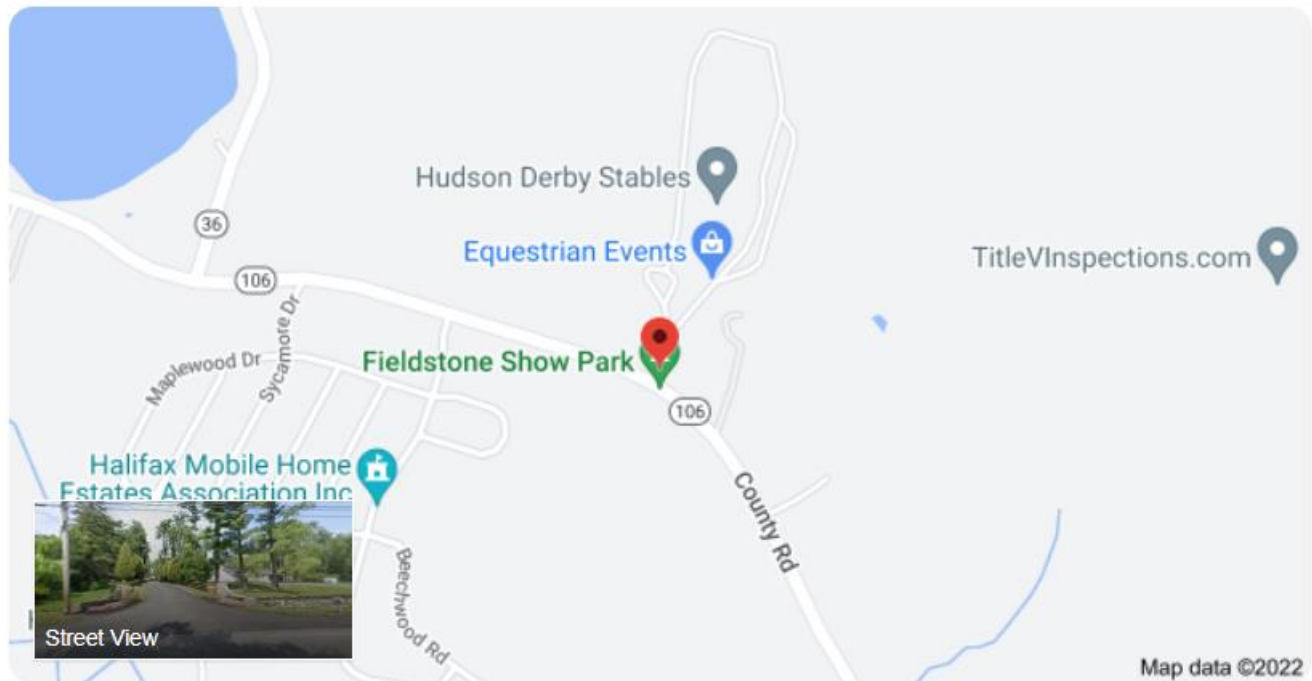 Hudson Derby Stables
36
Equestrian Events
TitleVInspections.com
106
Sycamore Dr
Maplewood Dr
Fieldstone Show Park
106
Halifax Mobile Home
Estates Association Inc
County Rd
Beechwood Rd
Street View
Map data ©2022